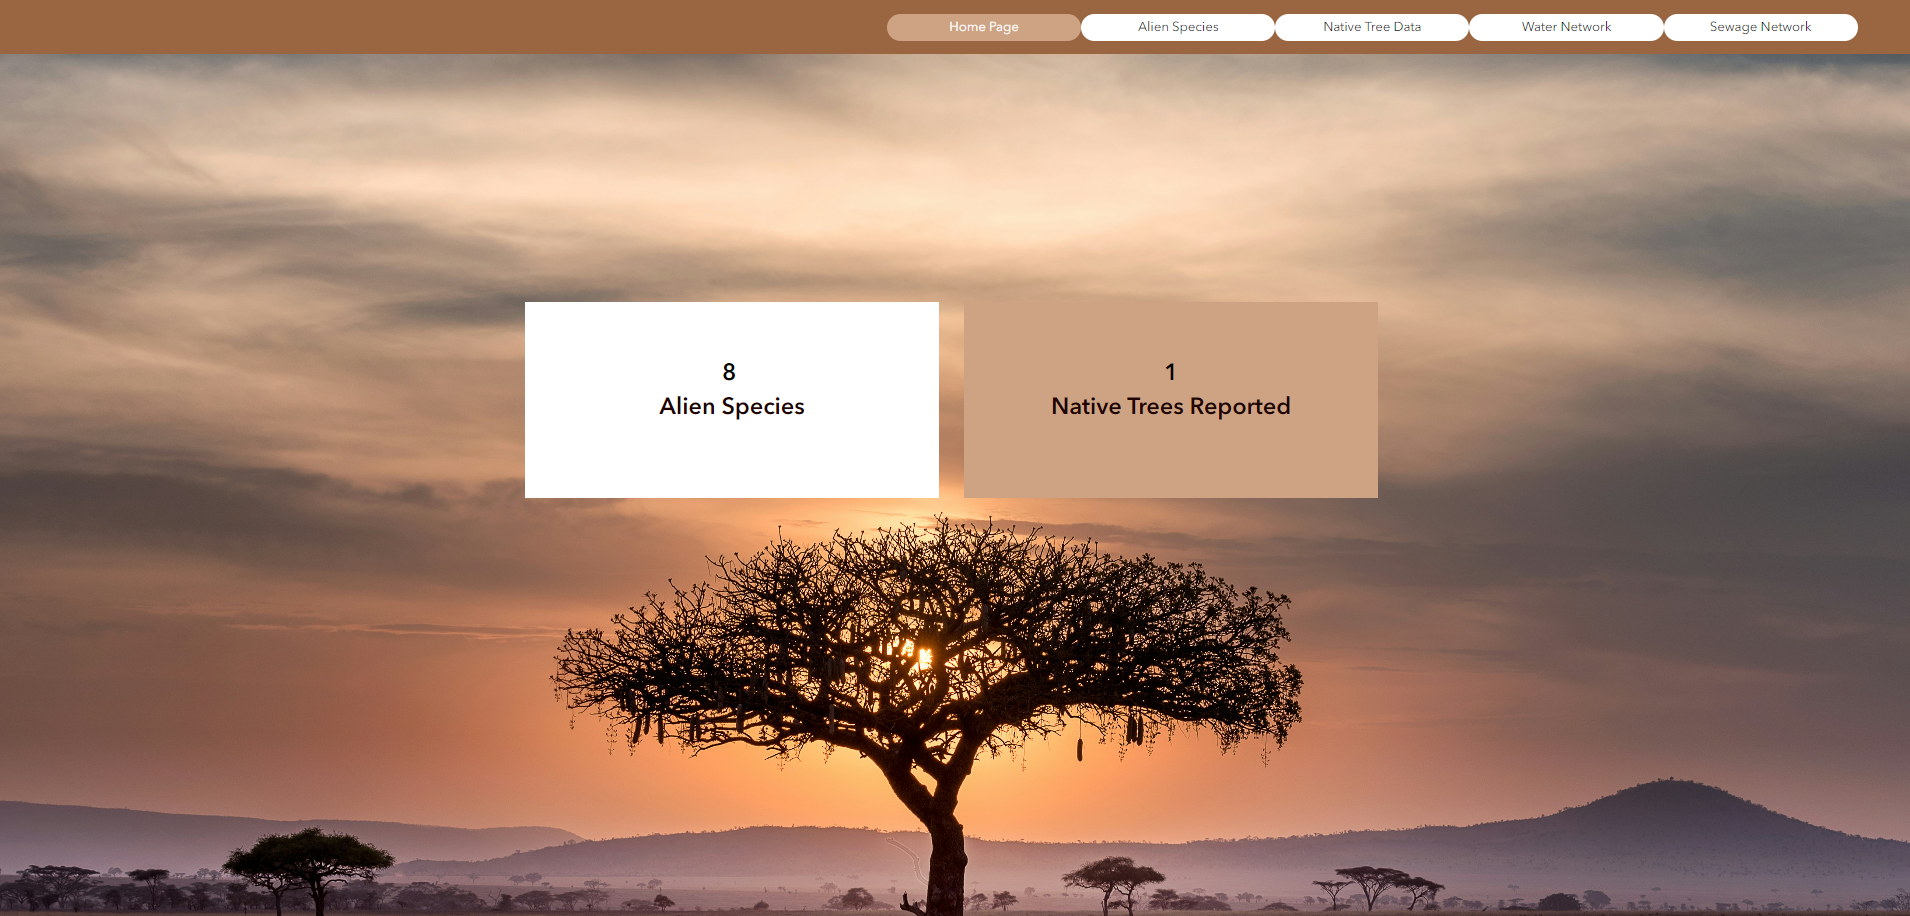 Home Page
Alien Species
Native Tree Data
Water Network
Sewage Network
8
Alien Species
1
Native Trees Reported